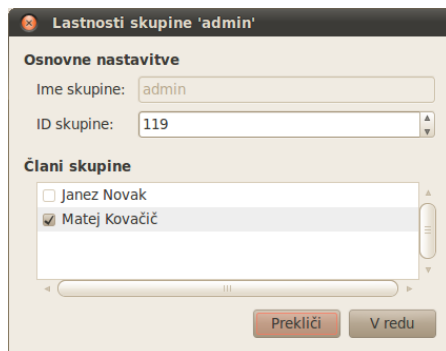 Lastnosti skupine 'admin'
Osnovne nastavitve
Ime skupine: admin
ID skupine: 119
Člani skupine
Janez Novak
Matej Kovačič
Prekliči V redu